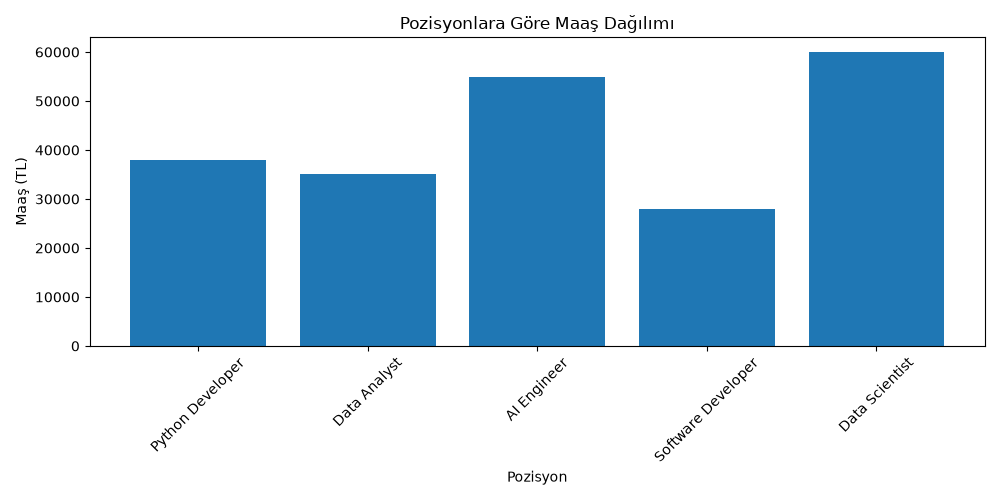 Pozisyonlara Göre Maaş Dağılımı
Maaş (TL)
60000
50000
40000
30000
20000
10000
0
Python Developer
Data Analyst
AI Engineer
Software Developer
Data Scientist
Pozisyon